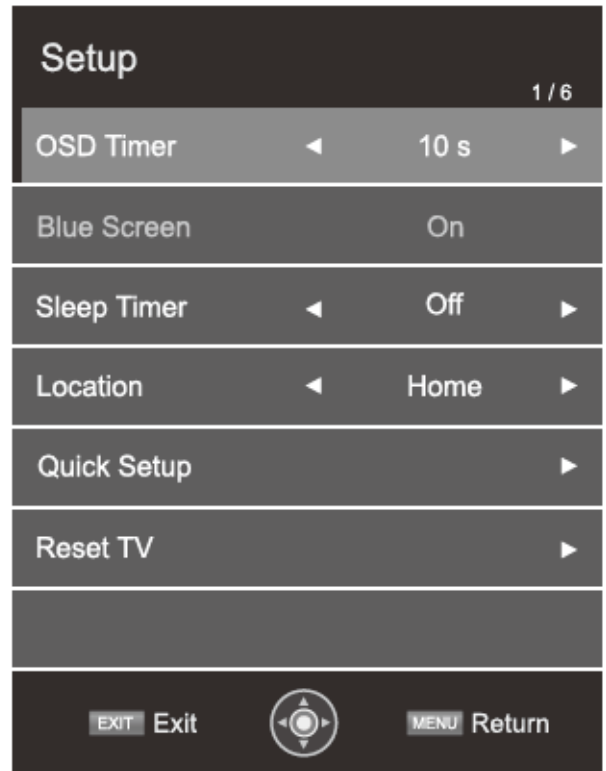 Setup
1 / 6
OSD Timer ◄ 10 s ►
Blue Screen On
Sleep Timer ◄ Off ►
Location ◄ Home ►
Quick Setup ►
Reset TV ►
EXIT Exit MENU Return